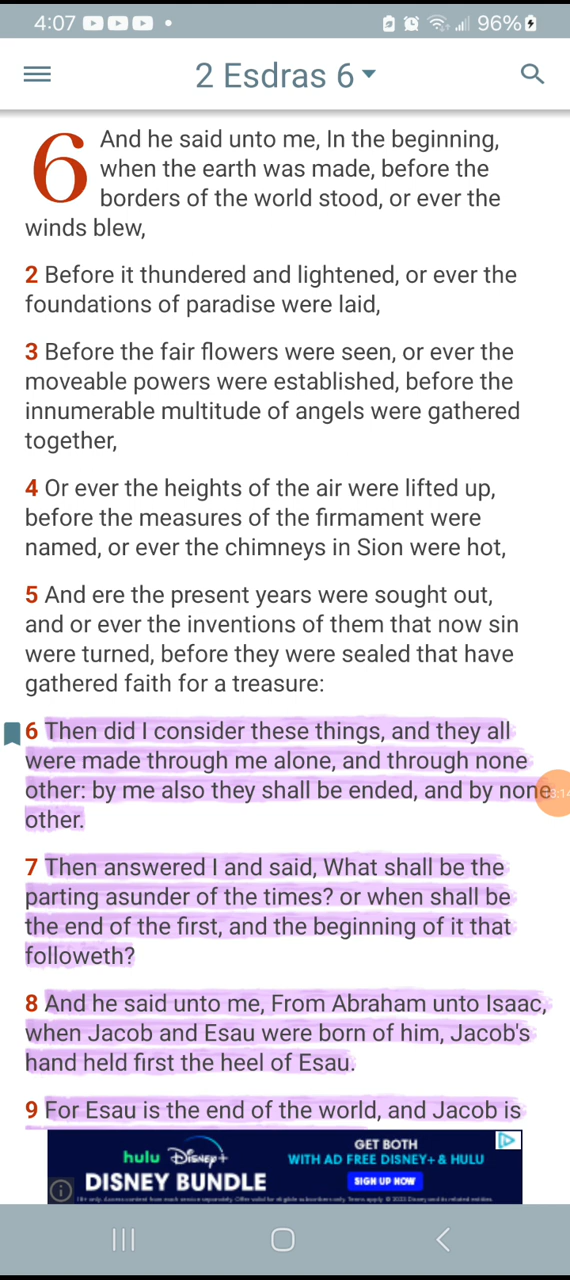 4:07
96%
2 Esdras 6
6 And he said unto me, In the beginning,
when the earth was made, before the
borders of the world stood, or ever the
winds blew,
2 Before it thundered and lightened, or ever the
foundations of paradise were laid,
3 Before the fair flowers were seen, or ever the
moveable powers were established, before the
innumerable multitude of angels were gathered
together,
4 Or ever the heights of the air were lifted up,
before the measures of the firmament were
named, or ever the chimneys in Sion were hot,
5 And ere the present years were sought out,
and or ever the inventions of them that now sin
were turned, before they were sealed that have
gathered faith for a treasure:
6 Then did I consider these things, and they all
were made through me alone, and through none
other: by me also they shall be ended, and by none
other.
7 Then answered I and said, What shall be the
parting asunder of the times? or when shall be
the end of the first, and the beginning of it that
followeth?
8 And he said unto me, From Abraham unto Isaac,
when Jacob and Esau were born of him, Jacob's
hand held first the heel of Esau.
9 For Esau is the end of the world, and Jacob is
hulu Disney+
DISNEY BUNDLE
GET BOTH
WITH AD FREE DISNEY+ & HULU
SIGN UP NOW